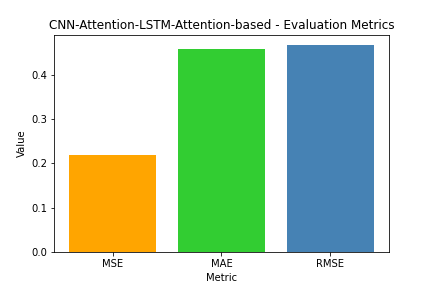 CNN-Attention-LSTM-Attention-based - Evaluation Metrics
0.4
0.3
0.2
0.1
0.0
Value
MSE MAE RMSE
Metric